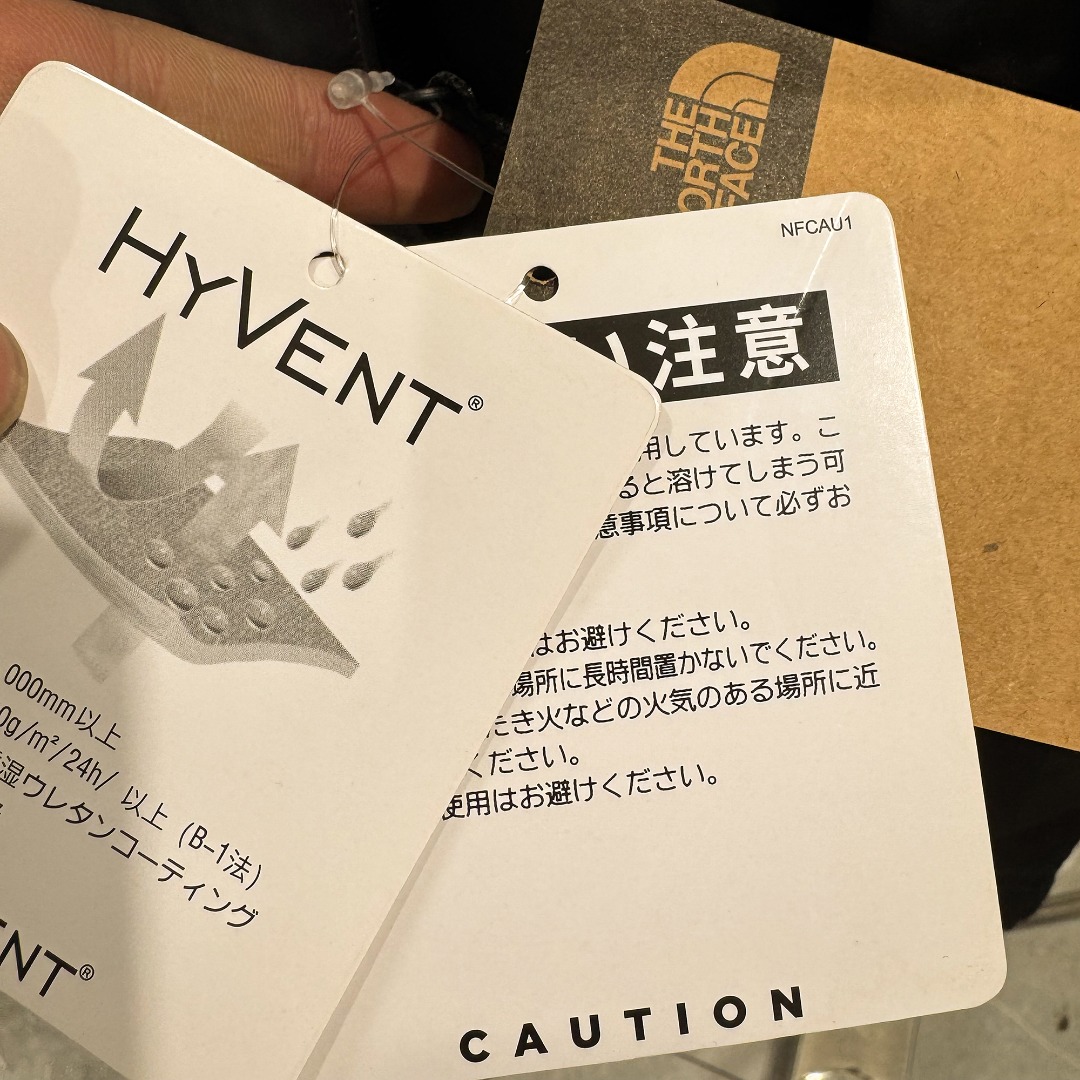 HYVENT®
000mm以上
0g/m²/24h/ 以上 (B-1法)
湿ウレタンコーティング
ENT®
THE
NORTH
FACE
NFCAU1
注意
用しています。こ
ると溶けてしまう可
意事項について必ずお
はお避けください。
場所に長時間置かないでください。
たき火などの火気のある場所に近
ください。
使用はお避けください。
CAUTION